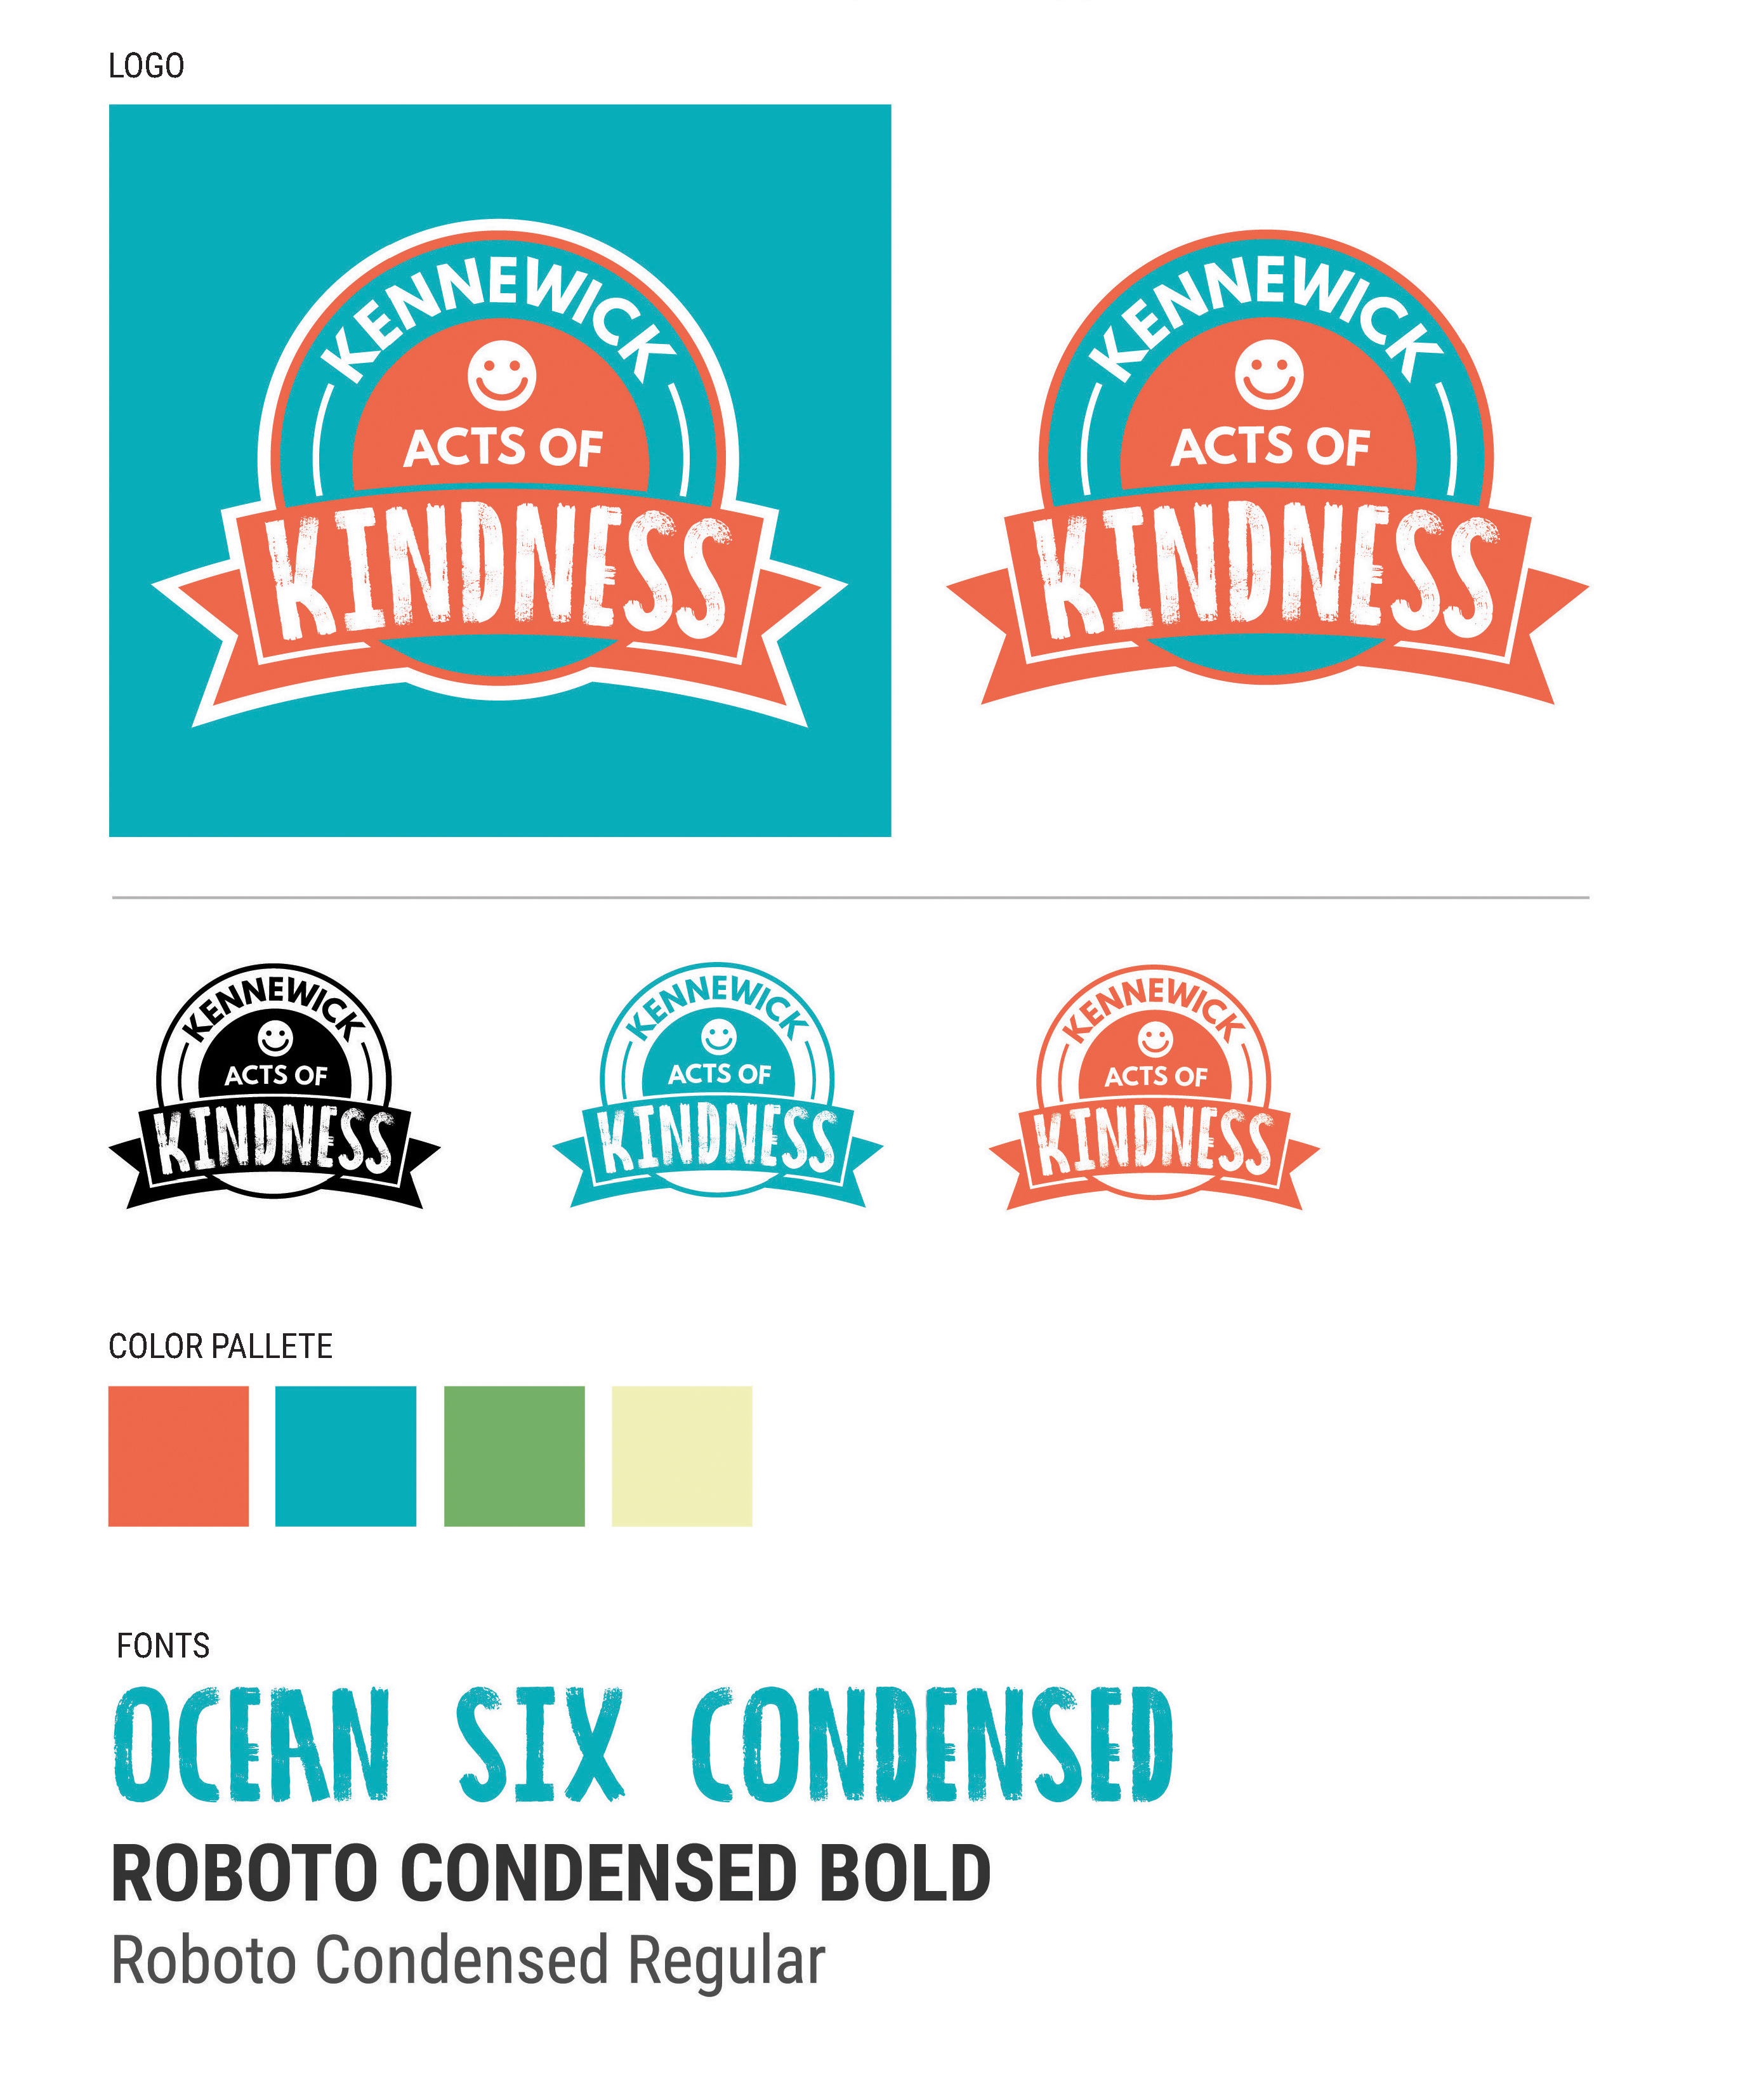 LOGO
KENNEWICK
ACTS OF
KINDNESS
KENNEWICK
ACTS OF
KINDNESS
KENNEWICK
ACTS OF
KINDNESS
KENNEWICK
ACTS OF
KINDNESS
KENNEWICK
ACTS OF
KINDNESS
COLOR PALLETE
FONTS
OCEAN SIX CONDENSED
ROBOTO CONDENSED BOLD
Roboto Condensed Regular